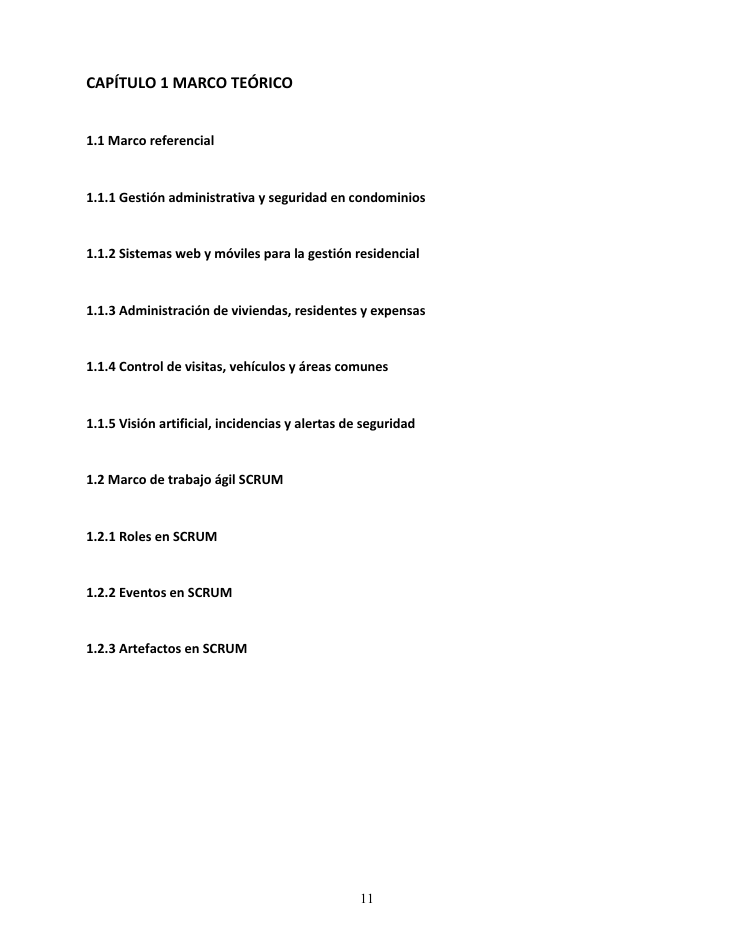 CAPÍTULO 1 MARCO TEÓRICO
1.1 Marco referencial
1.1.1 Gestión administrativa y seguridad en condominios
1.1.2 Sistemas web y móviles para la gestión residencial
1.1.3 Administración de viviendas, residentes y expensas
1.1.4 Control de visitas, vehículos y áreas comunes
1.1.5 Visión artificial, incidencias y alertas de seguridad
1.2 Marco de trabajo ágil SCRUM
1.2.1 Roles en SCRUM
1.2.2 Eventos en SCRUM
1.2.3 Artefactos en SCRUM
11